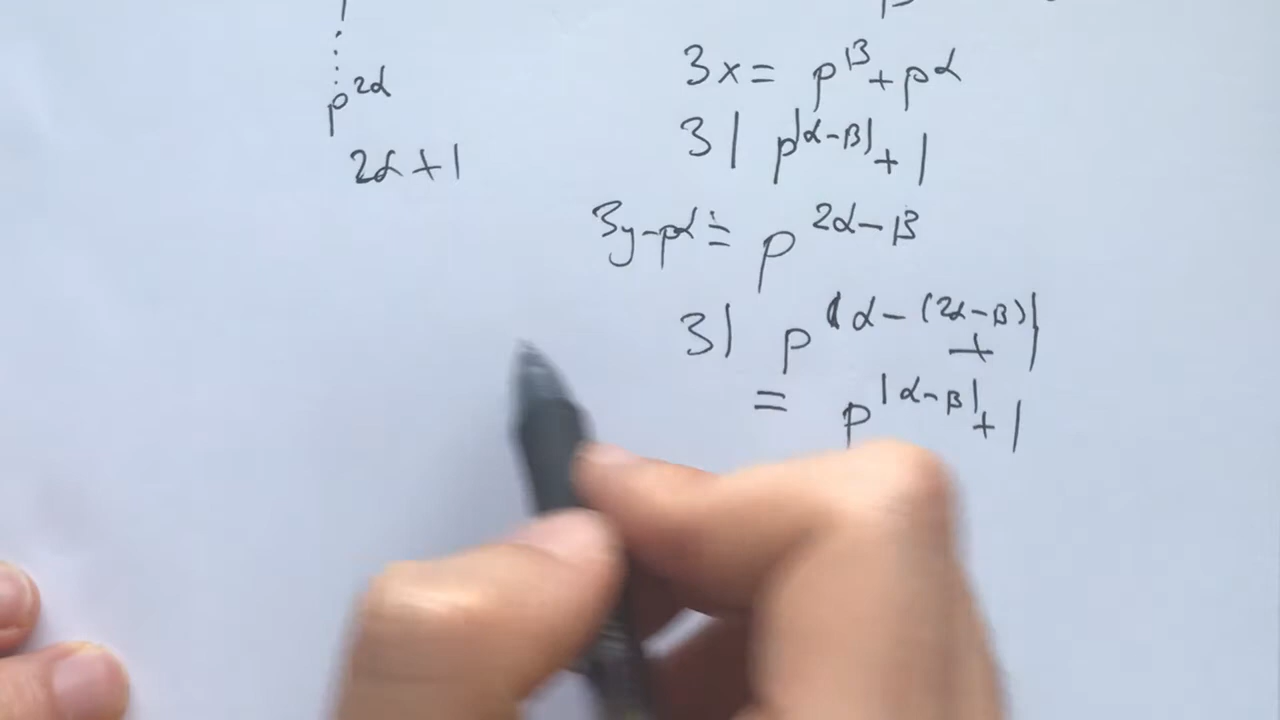 p^2α
2α+1
3x = p^β + p^α
3 | p^|α-β| + 1
3y - p^α = p^2α-β
3 | p^|α-(2α-β)| + 1
= p^|α-β| + 1